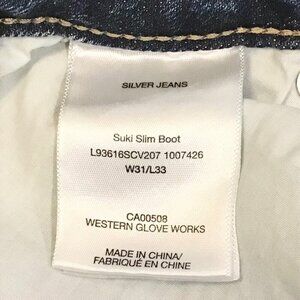 SILVER JEANS
Suki Slim Boot
L93616SCV207 1007426
W31/L33
CA00508
WESTERN GLOVE WORKS
MADE IN CHINA/
FABRIQUÉ EN CHINE